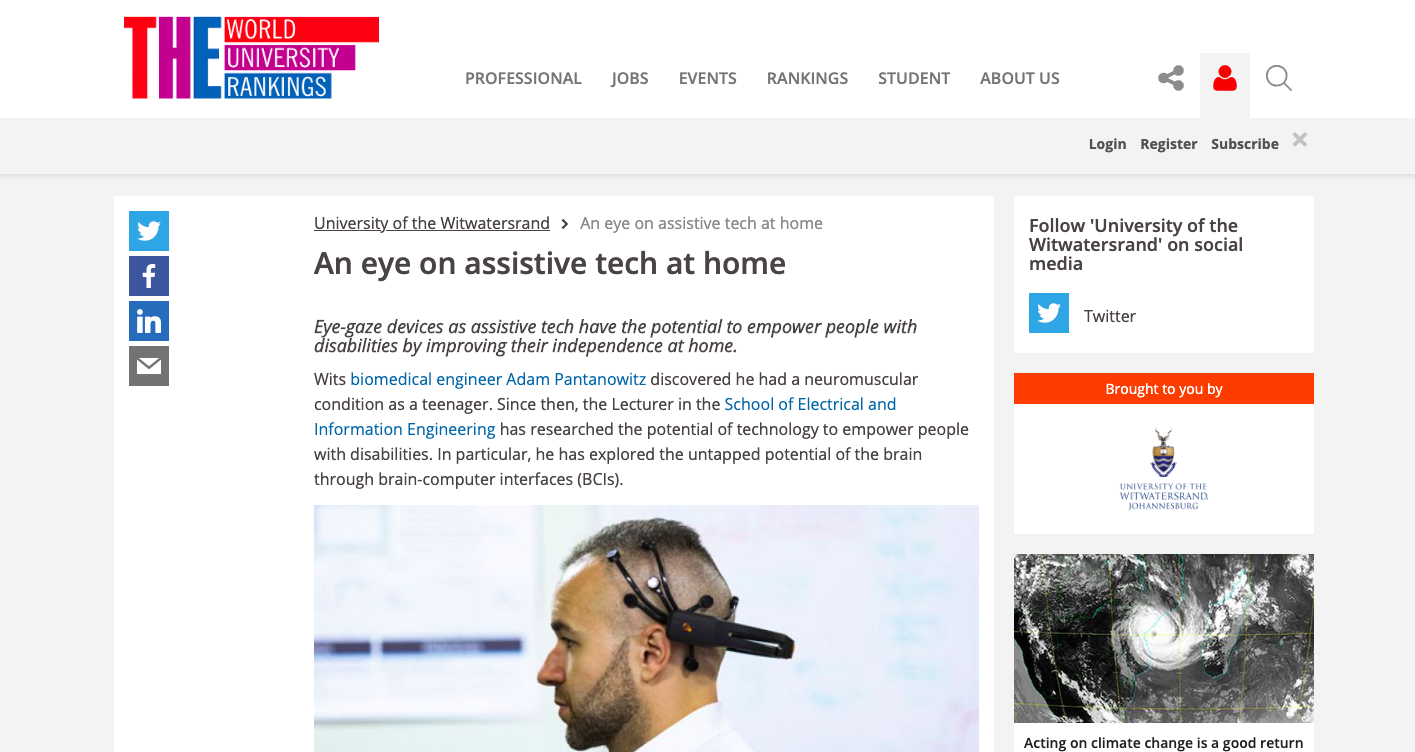 THE WORLD
UNIVERSITY
RANKINGS
PROFESSIONAL JOBS EVENTS RANKINGS STUDENT ABOUT US
Login Register Subscribe
University of the Witwatersrand An eye on assistive tech at home
An eye on assistive tech at home
Eye-gaze devices as assistive tech have the potential to empower people with
disabilities by improving their independence at home.
Wits biomedical engineer Adam Pantanowitz discovered he had a neuromuscular
condition as a teenager. Since then, the Lecturer in the School of Electrical and
Information Engineering has researched the potential of technology to empower people
with disabilities. In particular, he has explored the untapped potential of the brain
through brain-computer interfaces (BCIs).
Follow 'University of the
Witwatersrand' on social
media
Twitter
Brought to you by
UNIVERSITY OF THE
WITWATERSRAND,
JOHANNESBURG
Acting on climate change is a good return